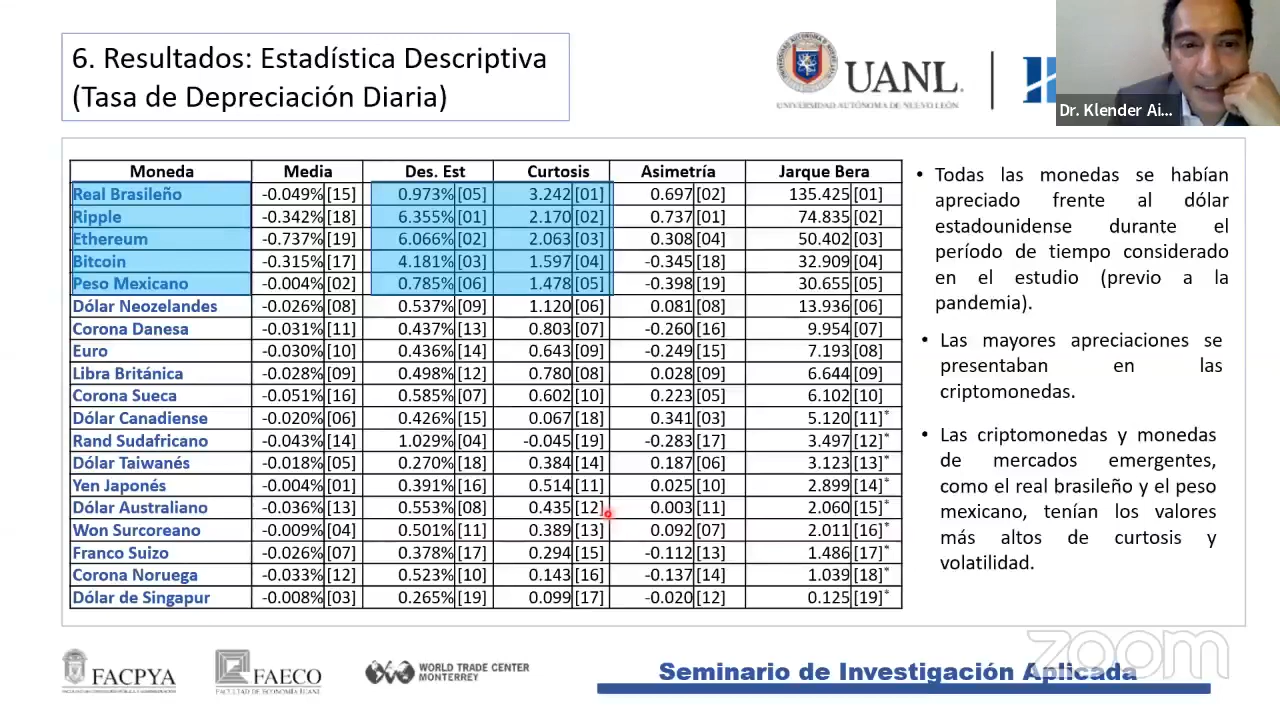 6. Resultados: Estadística Descriptiva
(Tasa de Depreciación Diaria)
UANL
UNIVERSIDAD AUTÓNOMA DE NUEVO LEÓN
Dr. Klender Ai...
Moneda Media Des. Est Curtosis Asimetría Jarque Bera
Real Brasileño -0.049% [15] 0.973% [05] 3.242 [01] 0.697 [02] 135.425 [01]
Ripple -0.342% [18] 6.355% [01] 2.170 [02] 0.737 [01] 74.835 [02]
Ethereum -0.737% [19] 6.066% [02] 2.063 [03] 0.308 [04] 50.402 [03]
Bitcoin -0.315% [17] 4.181% [03] 1.597 [04] -0.345 [18] 32.909 [04]
Peso Mexicano -0.004% [02] 0.785% [06] 1.478 [05] -0.398 [19] 30.655 [05]
Dólar Neozelandes -0.026% [08] 0.537% [09] 1.120 [06] 0.081 [08] 13.936 [06]
Corona Danesa -0.031% [11] 0.437% [13] 0.803 [07] -0.260 [16] 9.954 [07]
Euro -0.030% [10] 0.436% [14] 0.643 [09] -0.249 [15] 7.193 [08]
Libra Británica -0.028% [09] 0.498% [12] 0.780 [08] 0.028 [09] 6.644 [09]
Corona Sueca -0.051% [16] 0.585% [07] 0.602 [10] 0.223 [05] 6.102 [10]
Dólar Canadiense -0.020% [06] 0.426% [15] 0.067 [18] 0.341 [03] 5.120 [11]*
Rand Sudafricano -0.043% [14] 1.029% [04] -0.045 [19] -0.283 [17] 3.497 [12]*
Dólar Taiwanés -0.018% [05] 0.270% [18] 0.384 [14] 0.187 [06] 3.123 [13]*
Yen Japonés -0.004% [01] 0.391% [16] 0.514 [11] 0.025 [10] 2.899 [14]*
Dólar Australiano -0.036% [13] 0.553% [08] 0.435 [12] 0.003 [11] 2.060 [15]*
Won Surcoreano -0.009% [04] 0.501% [11] 0.389 [13] 0.092 [07] 2.011 [16]*
Franco Suizo -0.026% [07] 0.378% [17] 0.294 [15] -0.112 [13] 1.486 [17]*
Corona Noruega -0.033% [12] 0.523% [10] 0.143 [16] -0.137 [14] 1.039 [18]*
Dólar de Singapur -0.008% [03] 0.265% [19] 0.099 [17] -0.020 [12] 0.125 [19]*
• Todas las monedas se habían
apreciado frente al dólar
estadounidense durante el
período de tiempo considerado
en el estudio (previo a la
pandemia).
• Las mayores apreciaciones se
presentaban en las
criptomonedas.
• Las criptomonedas y monedas
de mercados emergentes,
como el real brasileño y el peso
mexicano, tenían los valores
más altos de curtosis y
volatilidad.
FACPYA
FAECO
FACULTAD DE ECONOMÍA UANL
WORLD TRADE CENTER
MONTERREY
Seminario de Investigación Aplicada
zoom